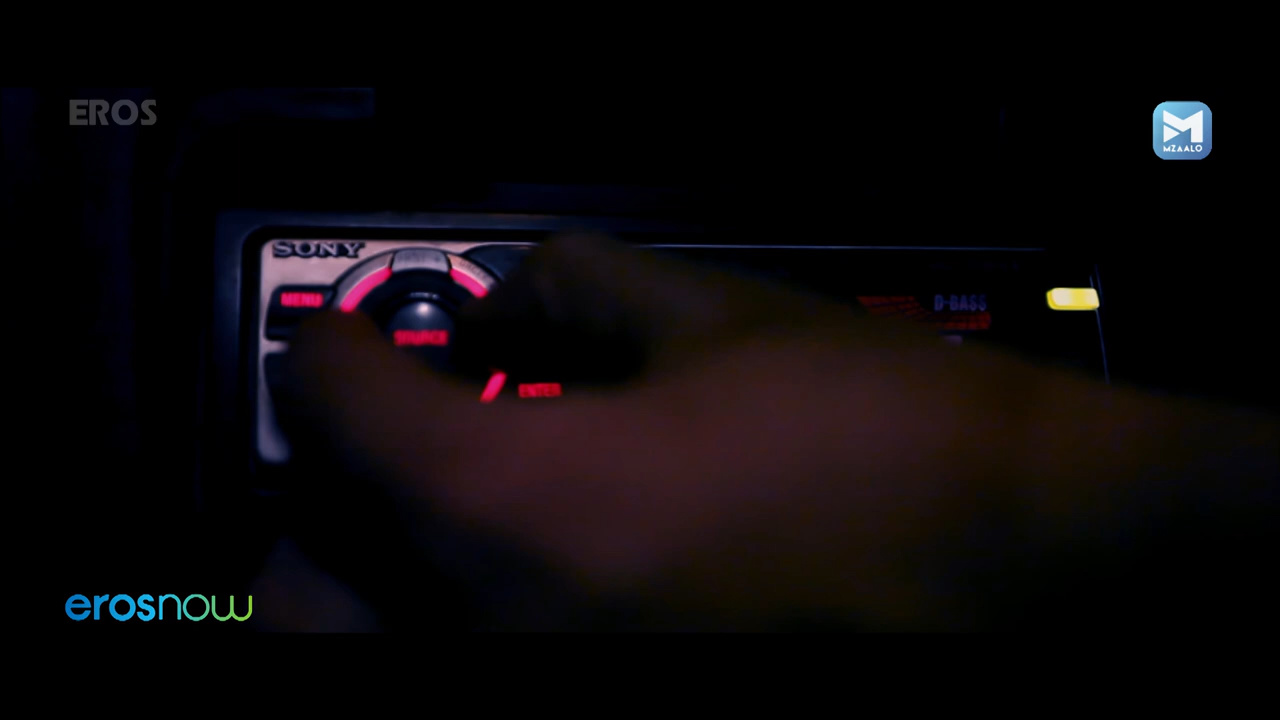 EROS
MZAALO
SONY
MENU
SOURCE
D-BASS
ENTER
erosnow